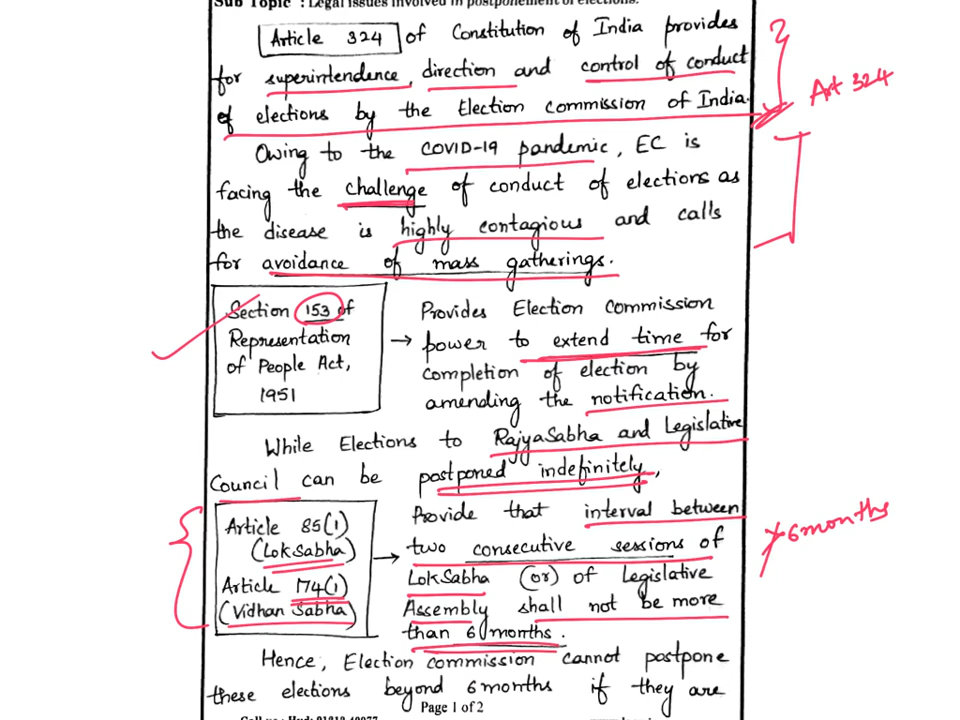 Sub Topic : Legal issues involved in postponement of elections.
Article 324 of Constitution of India provides
for superintendence, direction and control of conduct
of elections by the Election commission of India.
Art 324
Owing to the COVID-19 pandemic, EC is
facing the challenge of conduct of elections as
the disease is highly contagious and calls
for avoidance of mass gatherings.
Section 153 of
Representation
of People Act,
1951
Provides Election commission
power to extend time for
completion of election by
amending the notification.
While Elections to RajyaSabha and Legislative
Council can be postponed indefinitely,
Article 85(1)
(LokSabha)
Article 174(1)
(Vidhan Sabha)
Provide that interval between
two consecutive sessions of
LokSabha (or) of Legislative
Assembly shall not be more
than 6 months.
6 months
Hence, Election commission cannot postpone
these elections beyond 6 months if they are
Page 1 of 2